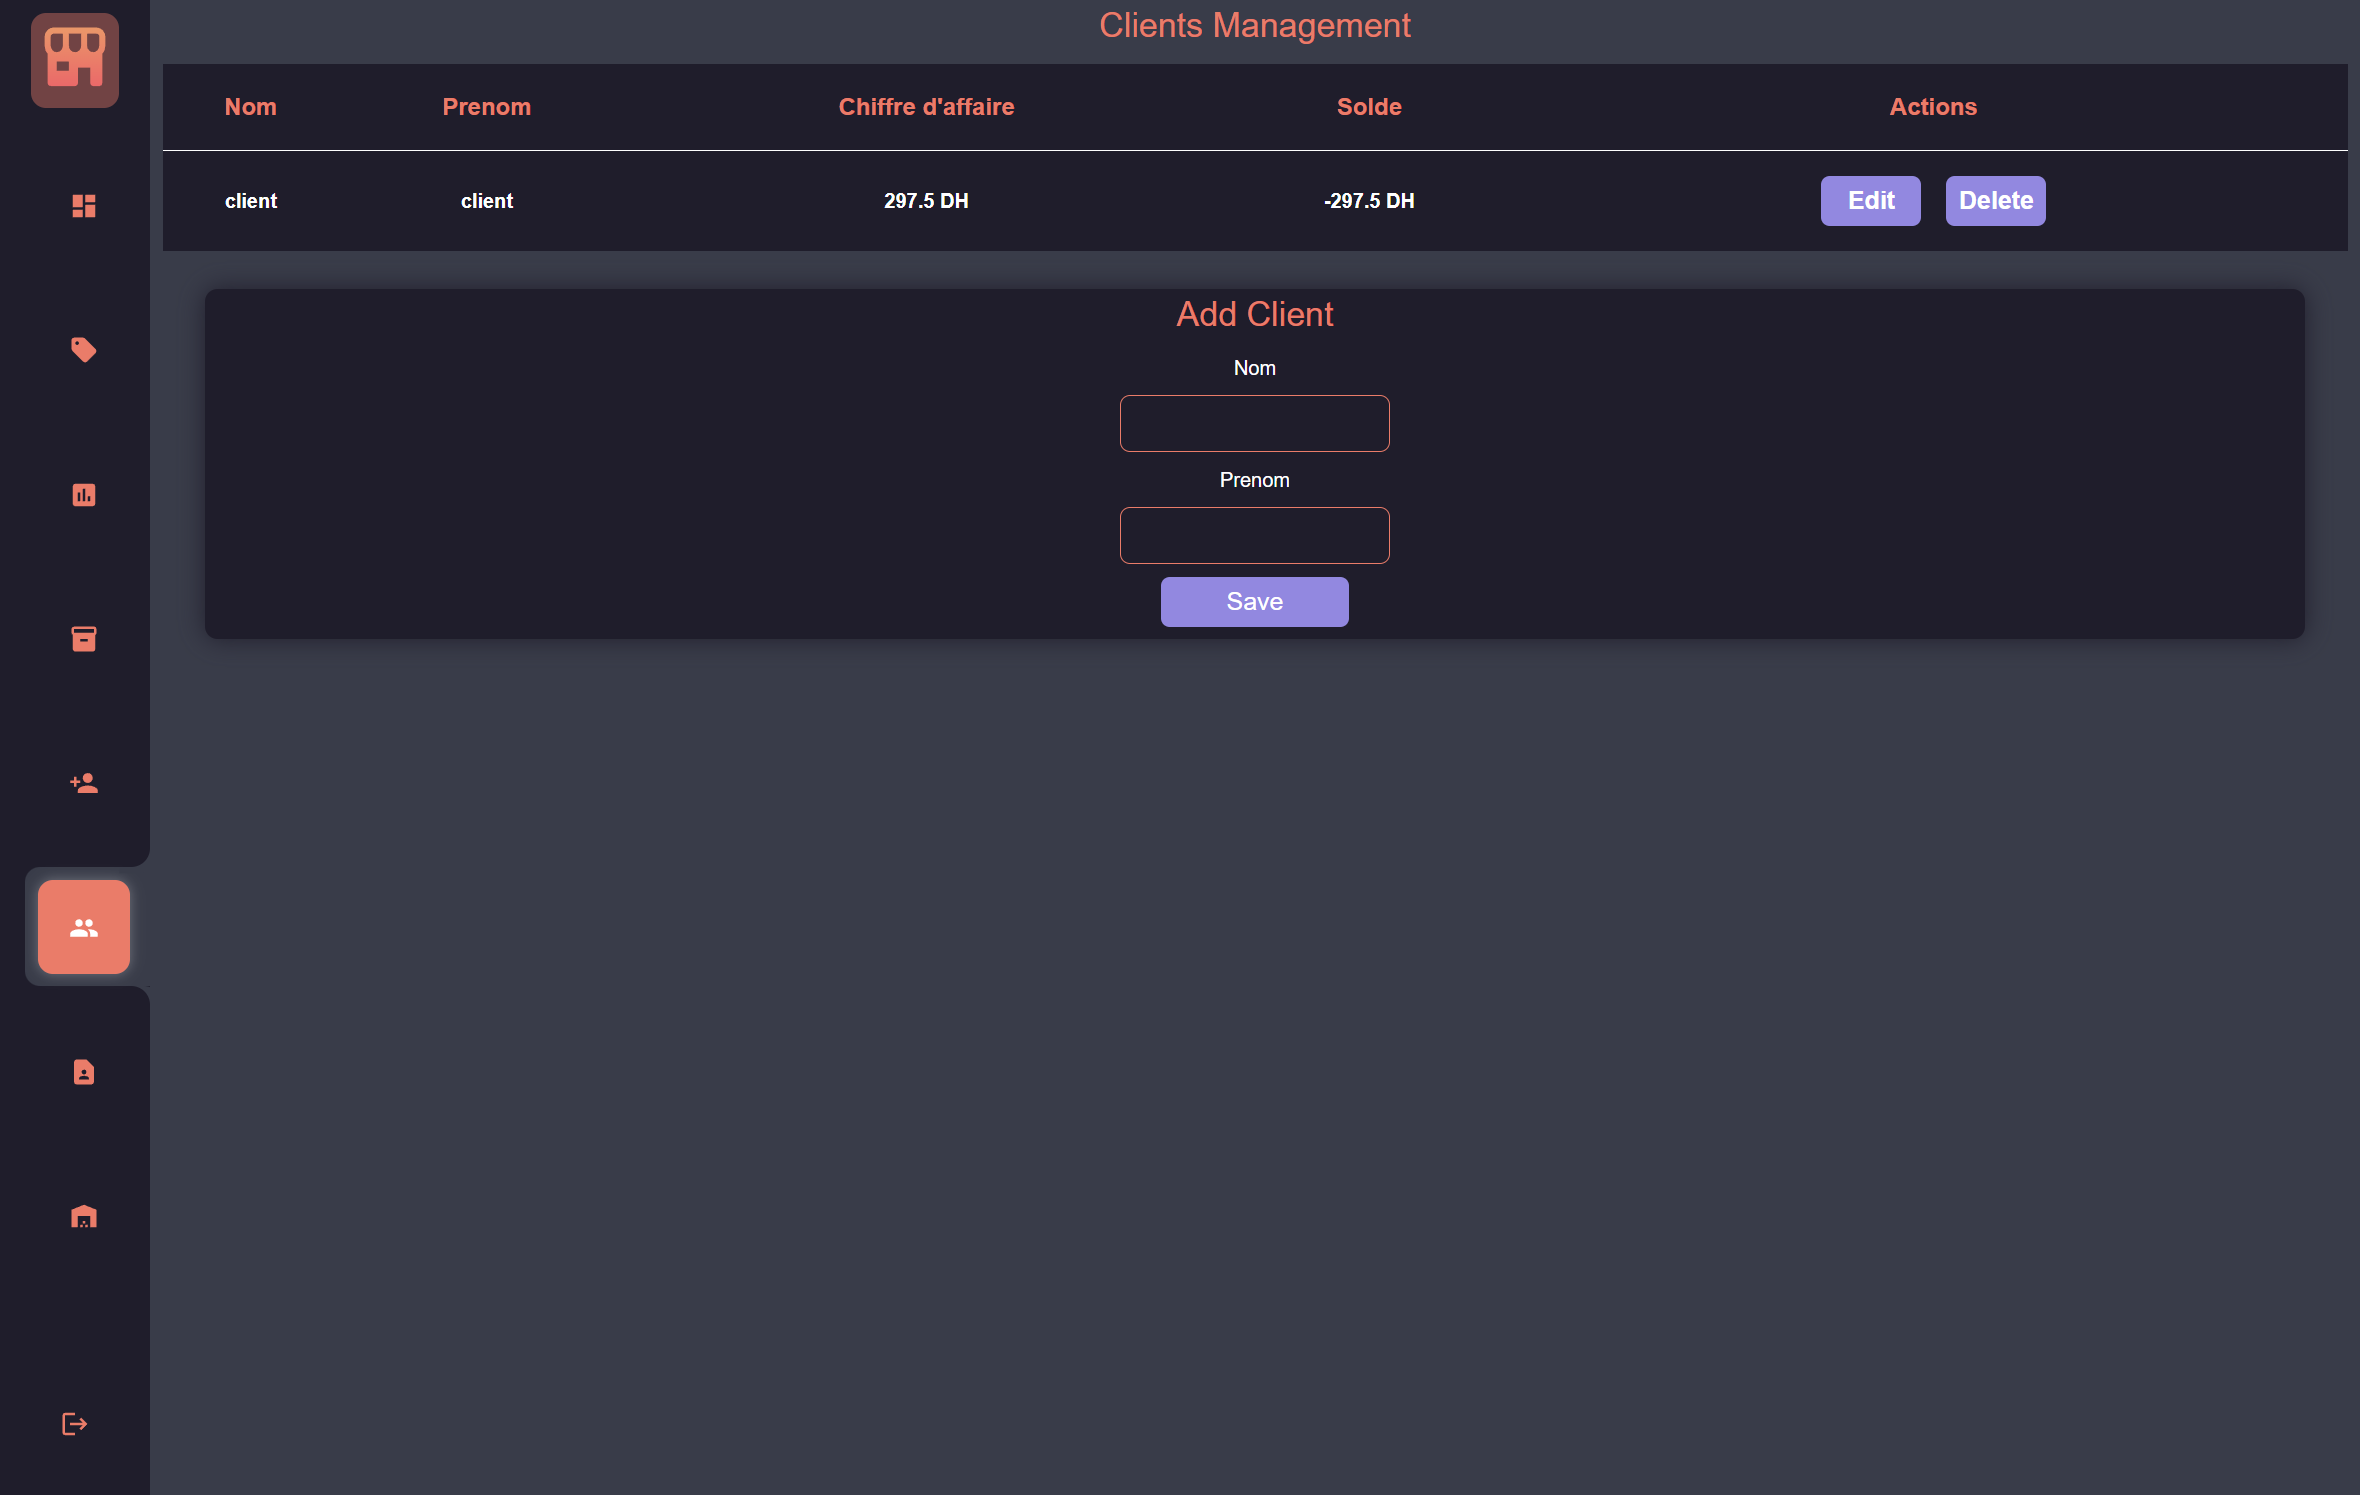 Clients Management
Nom Prenom Chiffre d'affaire Solde Actions
client client 297.5 DH -297.5 DH Edit Delete
Add Client
Nom
Prenom
Save